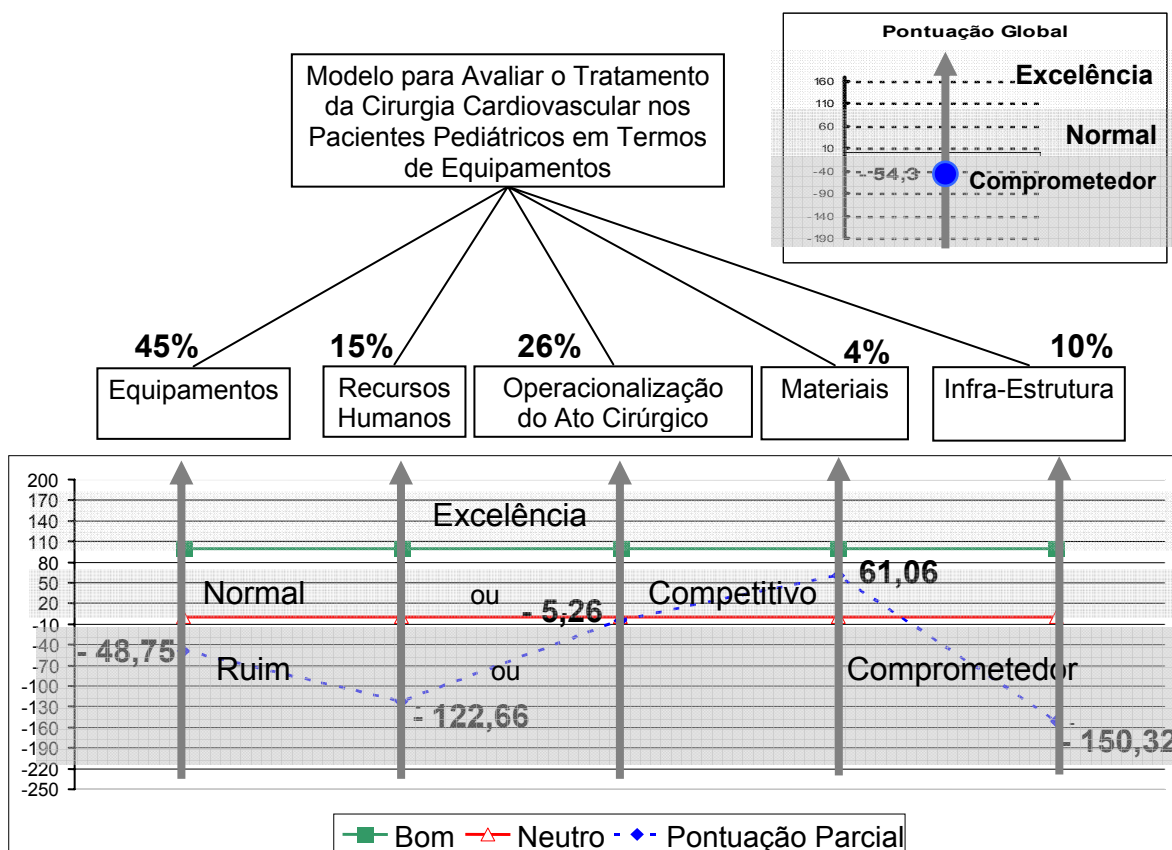 Pontuação Global
Excelência
Normal
Comprometedor
160
110
60
10
-40
-90
-140
-190
- 54,3
Modelo para Avaliar o Tratamento
da Cirurgia Cardiovascular nos
Pacientes Pediátricos em Termos
de Equipamentos
45%
15%
26%
4%
10%
Equipamentos
Recursos
Humanos
Operacionalização
do Ato Cirúrgico
Materiais
Infra-Estrutura
200
170
140
110
80
50
20
-10
-40
-70
-100
-130
-160
-190
-220
-250
Excelência
Normal ou Competitivo
Ruim ou Comprometedor
- 48,75
- 122,66
- 5,26
61,06
- 150,32
Bom Neutro Pontuação Parcial